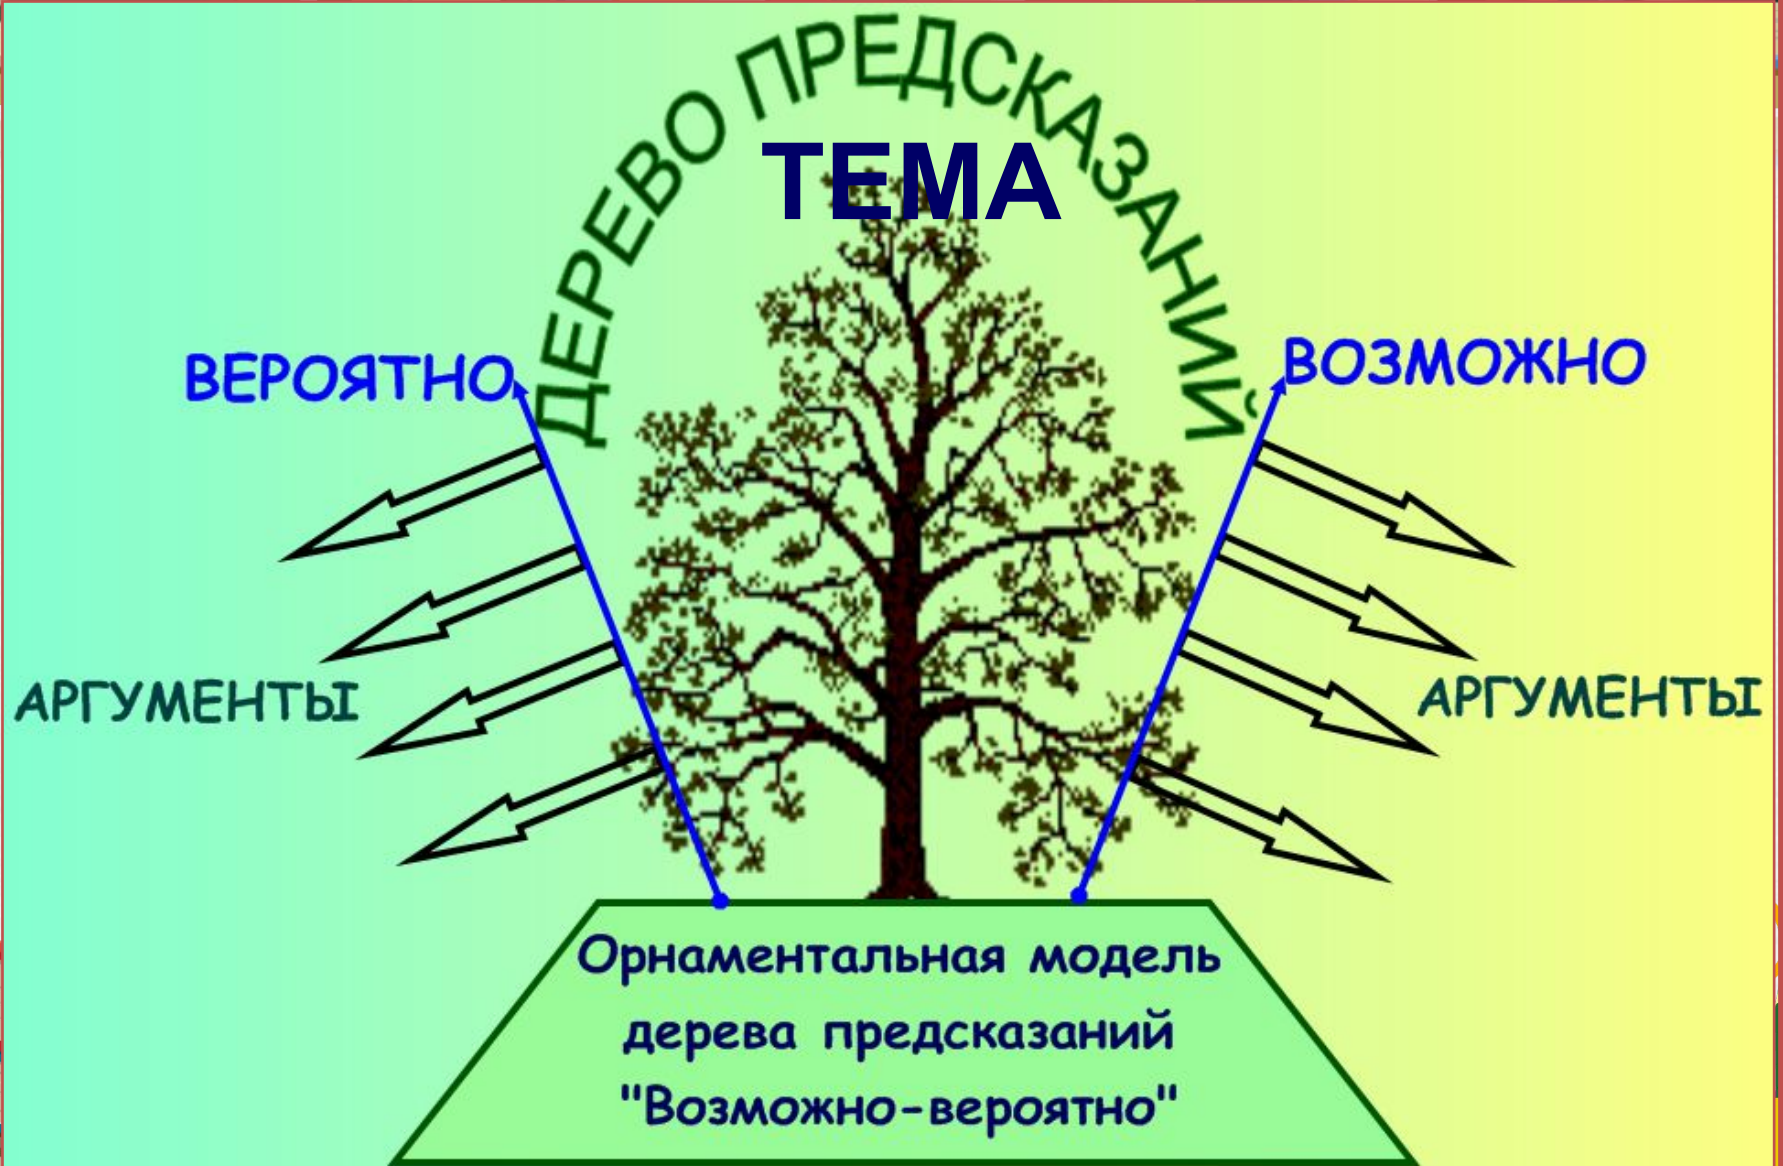 ДЕРЕВО ПРЕДСКАЗАНИЙ
ТЕМА
ВЕРОЯТНО
ВОЗМОЖНО
АРГУМЕНТЫ
АРГУМЕНТЫ
Орнаментальная модель
дерева предсказаний
"Возможно-вероятно"